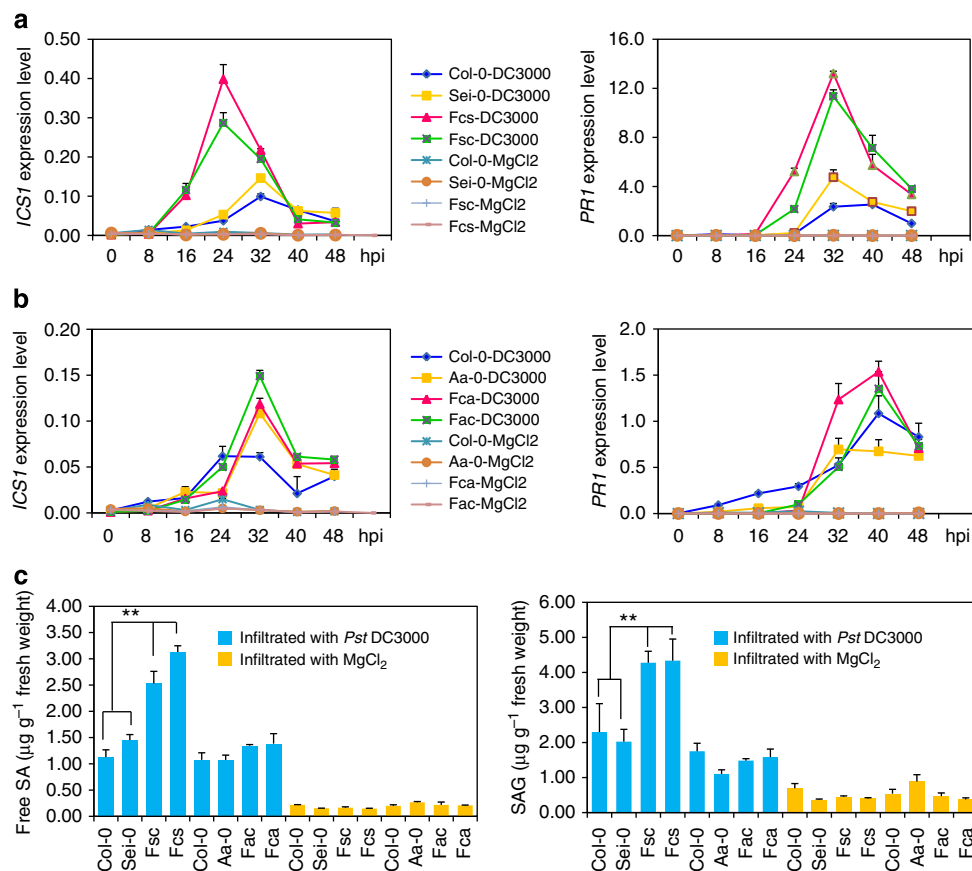 a
ICS1 expression level
0.50
0.40
0.30
0.20
0.10
0.00
0 8 16 24 32 40 48 hpi
Col-0-DC3000
Sei-0-DC3000
Fcs-DC3000
Fsc-DC3000
Col-0-MgCl2
Sei-0-MgCl2
Fsc-MgCl2
Fcs-MgCl2
PR1 expression level
16.0
12.0
8.0
4.0
0.0
0 8 16 24 32 40 48 hpi
b
ICS1 expression level
0.20
0.15
0.10
0.05
0.00
0 8 16 24 32 40 48 hpi
Col-0-DC3000
Aa-0-DC3000
Fca-DC3000
Fac-DC3000
Col-0-MgCl2
Aa-0-MgCl2
Fca-MgCl2
Fac-MgCl2
PR1 expression level
2.0
1.5
1.0
0.5
0.0
0 8 16 24 32 40 48 hpi
c
Free SA (µg g⁻¹ fresh weight)
4.00
3.50
3.00
2.50
2.00
1.50
1.00
0.50
0.00
**
Infiltrated with Pst DC3000
Infiltrated with MgCl₂
Col-0 Sei-0 Fsc Fcs Col-0 Aa-0 Fac Fca Col-0 Sei-0 Fsc Fcs Col-0 Aa-0 Fac Fca
SAG (µg g⁻¹ fresh weight)
6.00
5.00
4.00
3.00
2.00
1.00
0.00
**
Infiltrated with Pst DC3000
Infiltrated with MgCl₂
Col-0 Sei-0 Fsc Fcs Col-0 Aa-0 Fac Fca Col-0 Sei-0 Fsc Fcs Col-0 Aa-0 Fac Fca